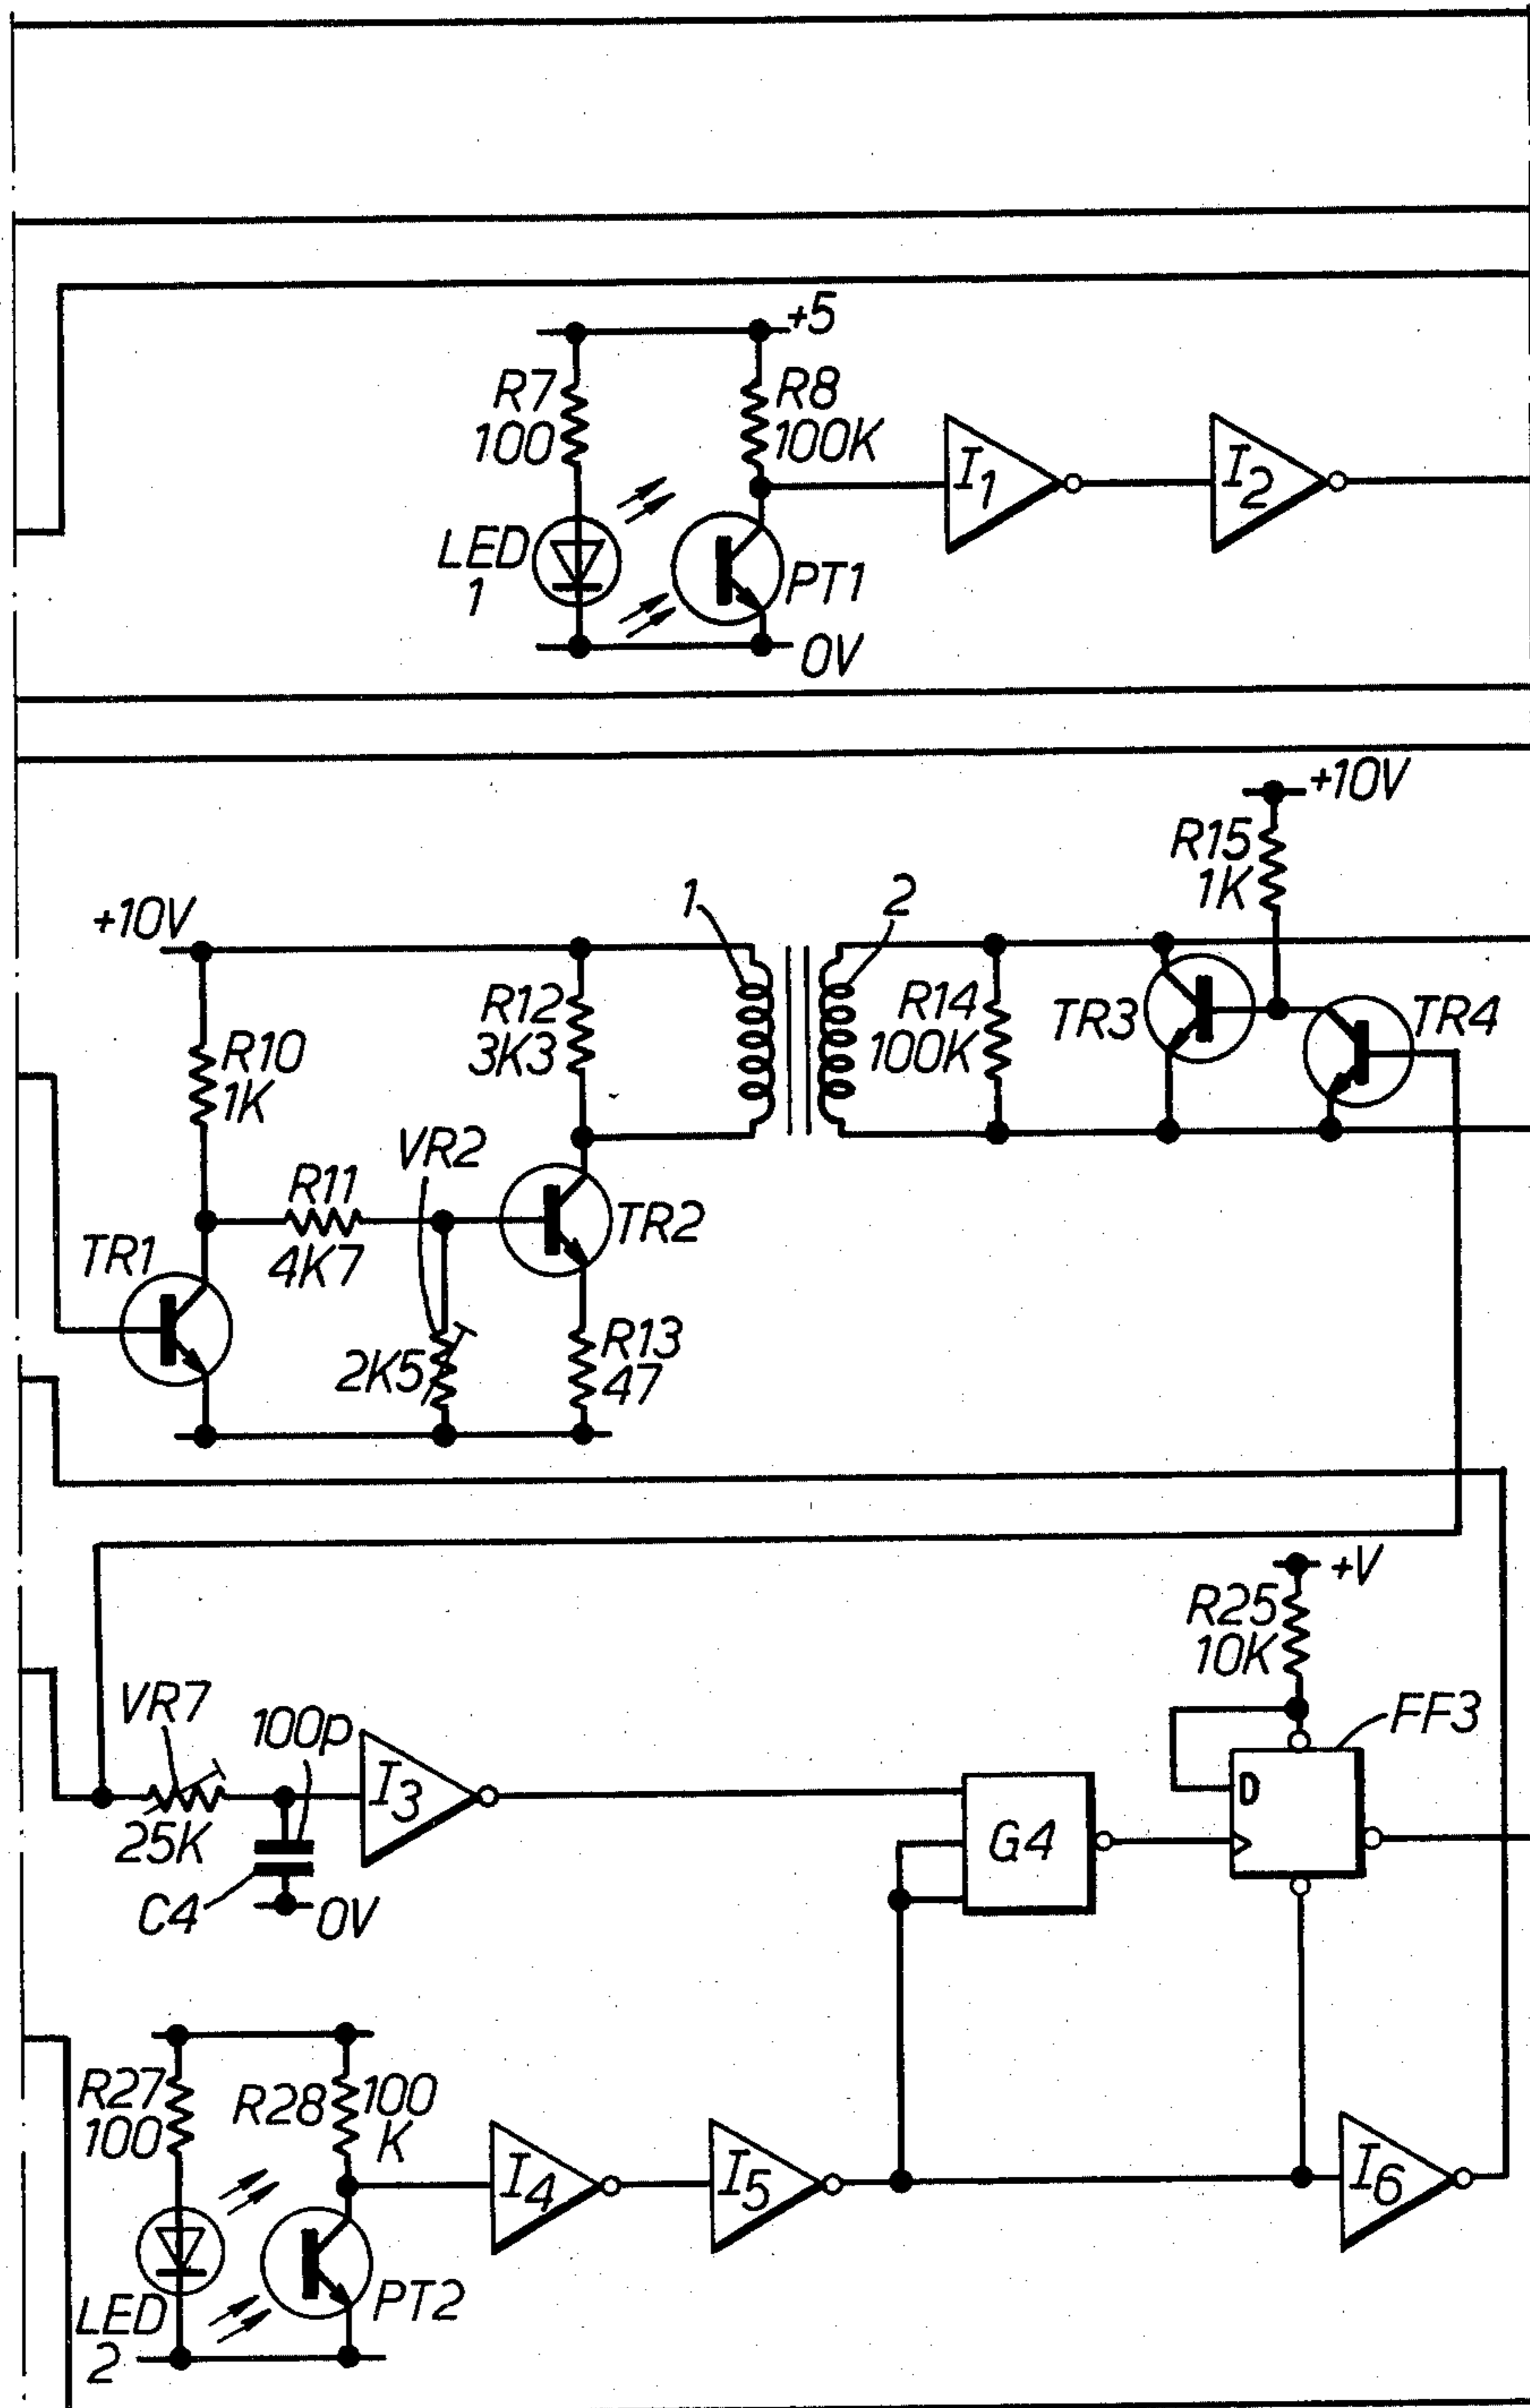 +5
R7
100
R8
100K
I1
I2
LED
1
PT1
0V
+10V
R15
1K
+10V
1
2
R12
3K3
R14
100K
TR3
TR4
R10
1K
VR2
R11
4K7
TR2
TR1
2K5
R13
47
+V
R25
10K
VR7
100p
FF3
I3
D
25K
G4
C4
0V
R27
100
R28
100
K
I4
I5
I6
LED
2
PT2